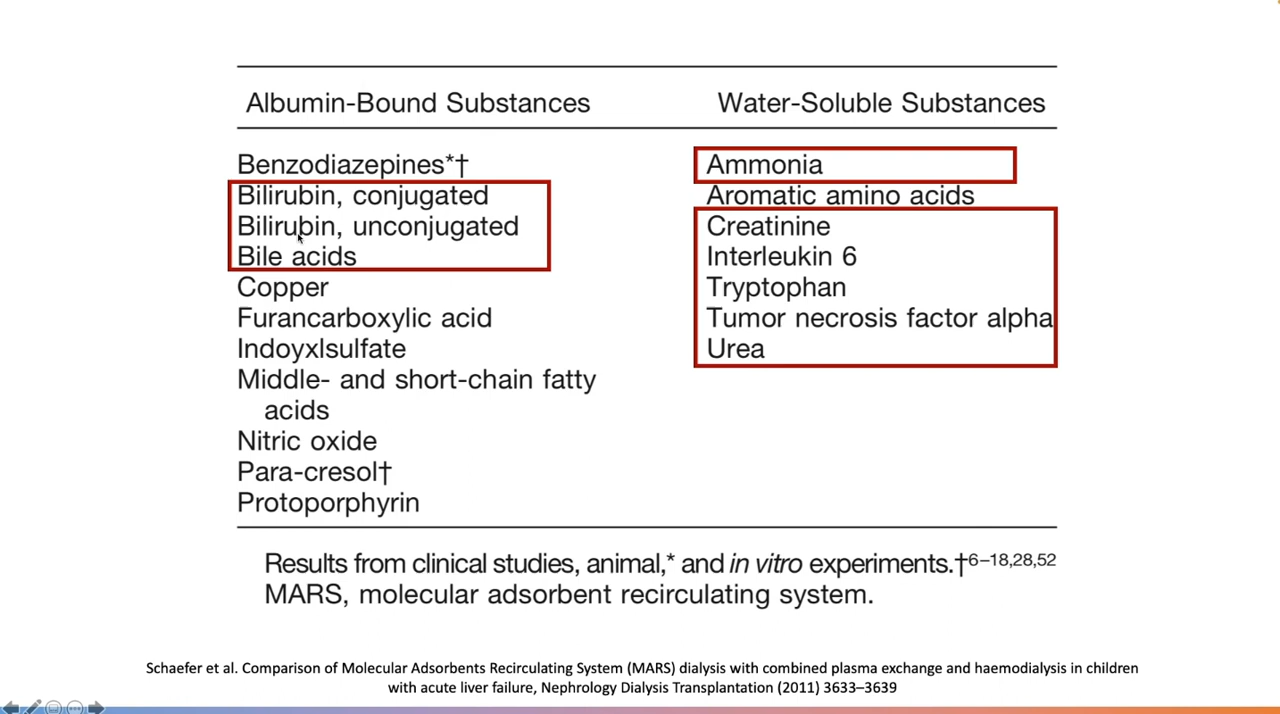 Albumin-Bound Substances Water-Soluble Substances
Benzodiazepines*† Ammonia
Bilirubin, conjugated Aromatic amino acids
Bilirubin, unconjugated Creatinine
Bile acids Interleukin 6
Copper Tryptophan
Furancarboxylic acid Tumor necrosis factor alpha
Indoyxlsulfate Urea
Middle- and short-chain fatty
acids
Nitric oxide
Para-cresol†
Protoporphyrin
Results from clinical studies, animal,* and in vitro experiments.†6–18,28,52
MARS, molecular adsorbent recirculating system.
Schaefer et al. Comparison of Molecular Adsorbents Recirculating System (MARS) dialysis with combined plasma exchange and haemodialysis in children
with acute liver failure, Nephrology Dialysis Transplantation (2011) 3633–3639